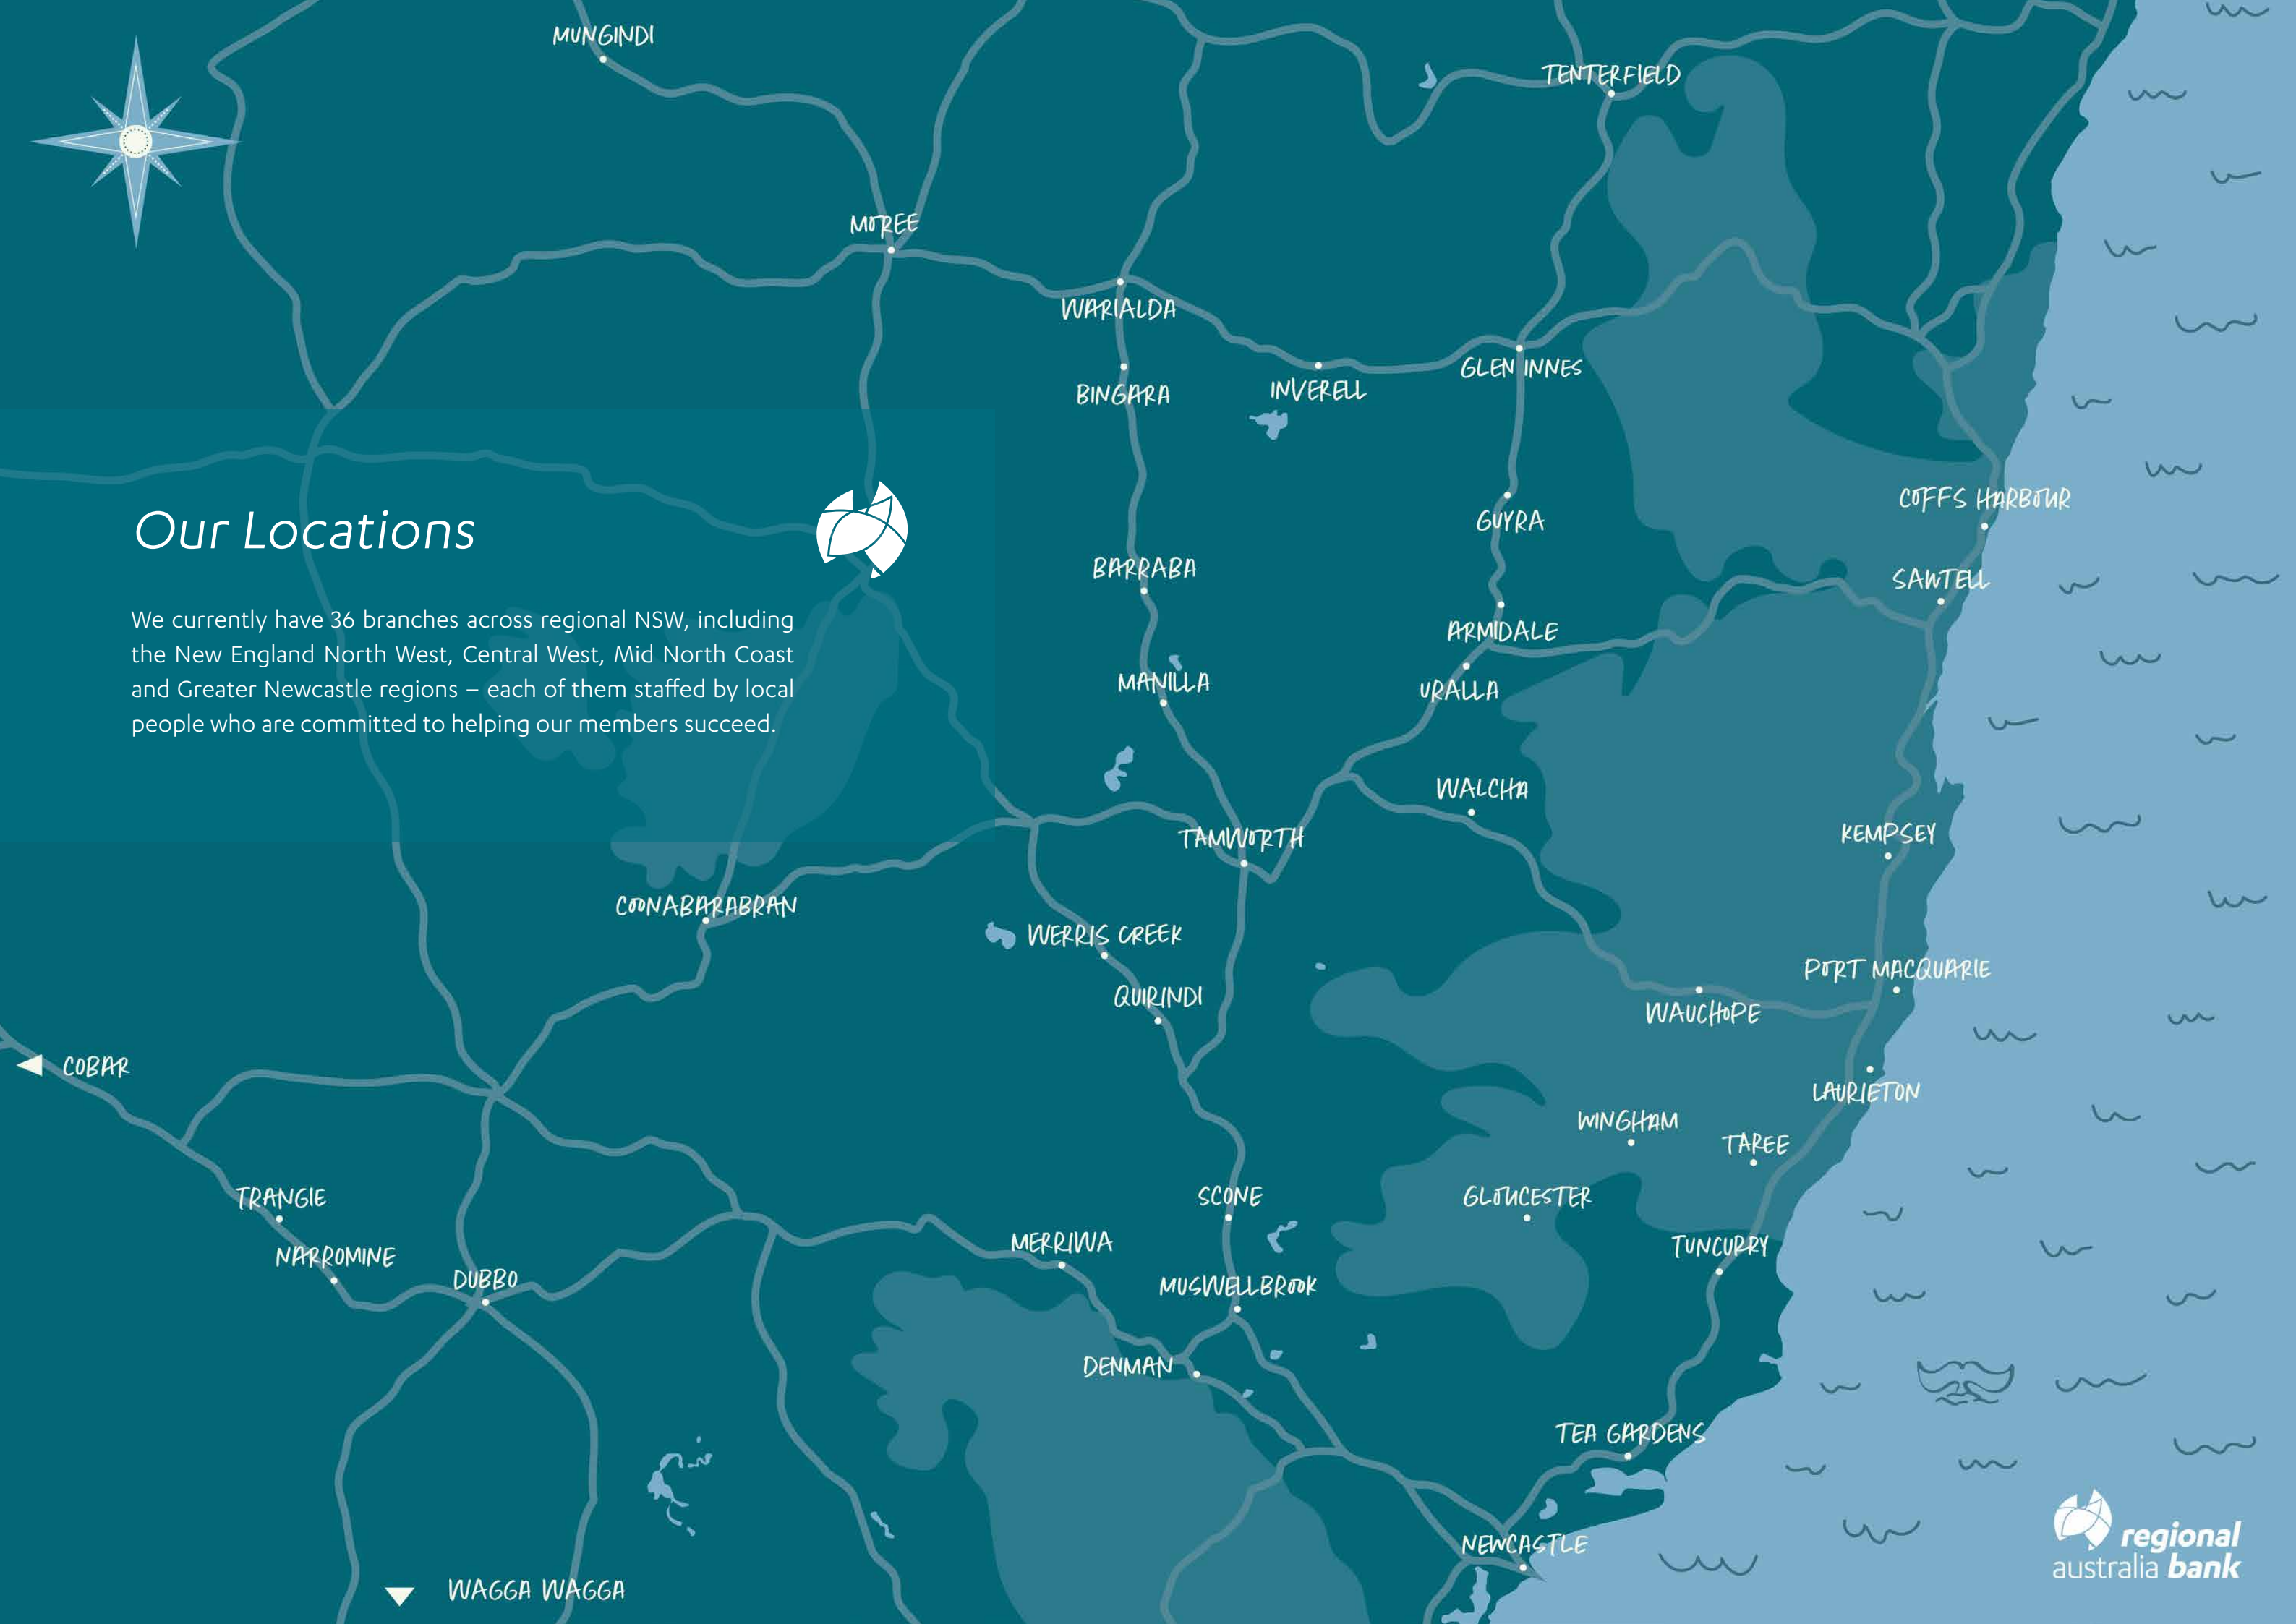 MUNGINDI
TENTERFIELD
MOREE
WARIALDA
BINGARA
INVERELL
GLEN INNES
GUYRA
COFFS HARBOUR
Our Locations
We currently have 36 branches across regional NSW, including
the New England North West, Central West, Mid North Coast
and Greater Newcastle regions – each of them staffed by local
people who are committed to helping our members succeed.
BARRABA
SAWTELL
ARMIDALE
MANILLA
URALLA
WALCHA
TAMWORTH
KEMPSEY
COONABARABRAN
WERRIS CREEK
PORT MACQUARIE
QUIRINDI
WAUCHOPE
COBAR
LAURIETON
WINGHAM
TAREE
TRANGIE
SCONE
GLOUCESTER
NARROMINE
MERRIWA
TUNCURRY
DUBBO
MUSWELLBROOK
DENMAN
TEA GARDENS
NEWCASTLE
WAGGA WAGGA
regional
australia bank